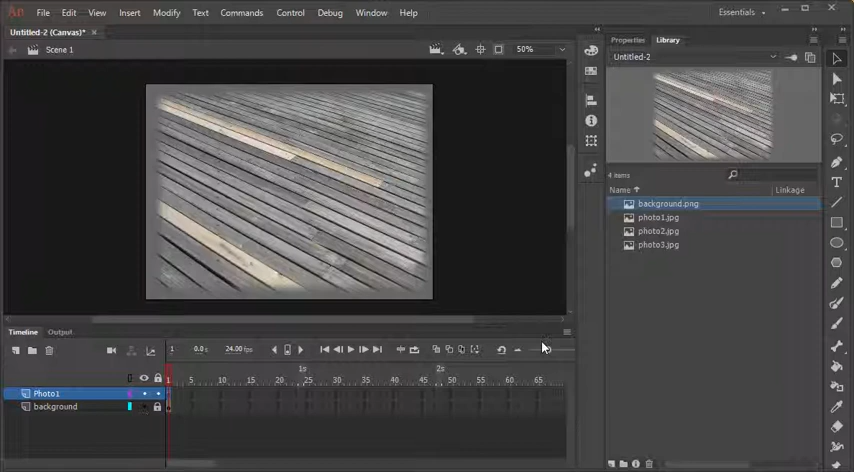 An File Edit View Insert Modify Text Commands Control Debug Window Help Essentials
Untitled-2 (Canvas)* ×
Scene 1 50%
Properties Library
Untitled-2
4 items
Name Linkage
background.png
photo1.jpg
photo2.jpg
photo3.jpg
T
Timeline Output
1 0.0 s 24.00 fps
1s 2s
1 5 10 15 20 25 30 35 40 45 50 55 60 65
Photo1
background